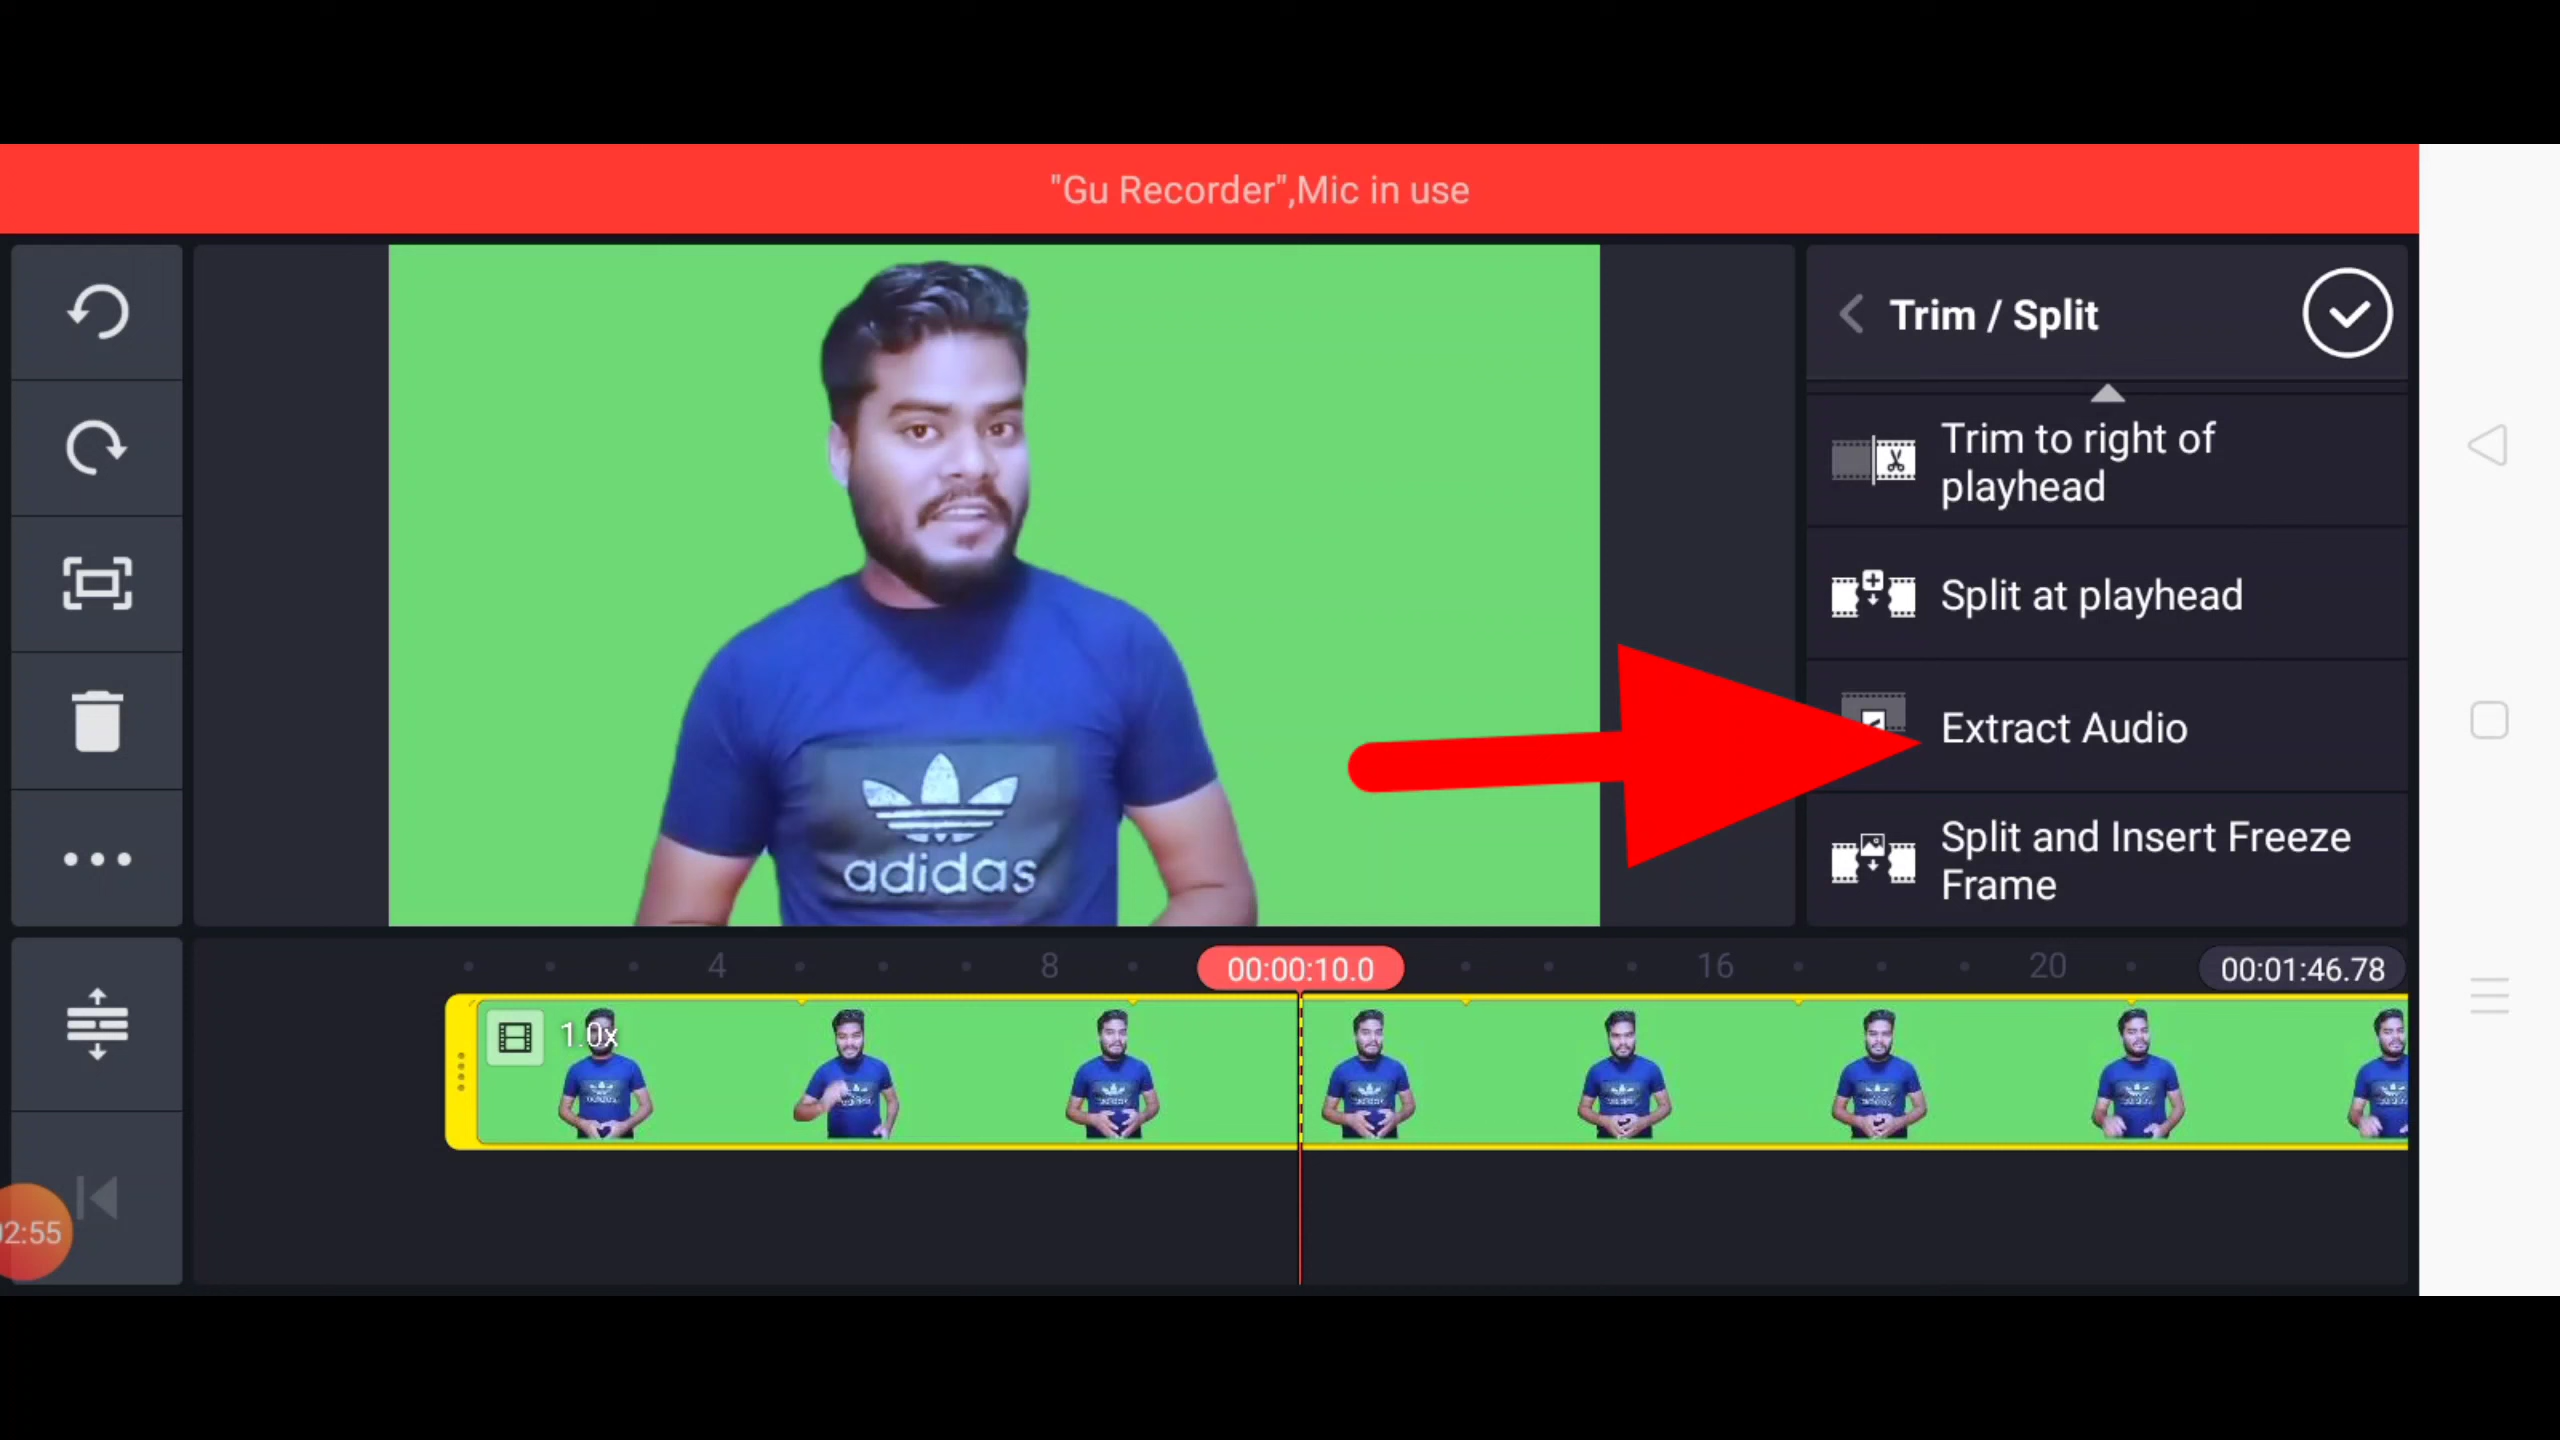 "Gu Recorder",Mic in use
Trim / Split
Trim to right of
playhead
Split at playhead
Extract Audio
Split and Insert Freeze
Frame
adidas
4
8
00:00:10.0
16
20
00:01:46.78
1.0x
02:55